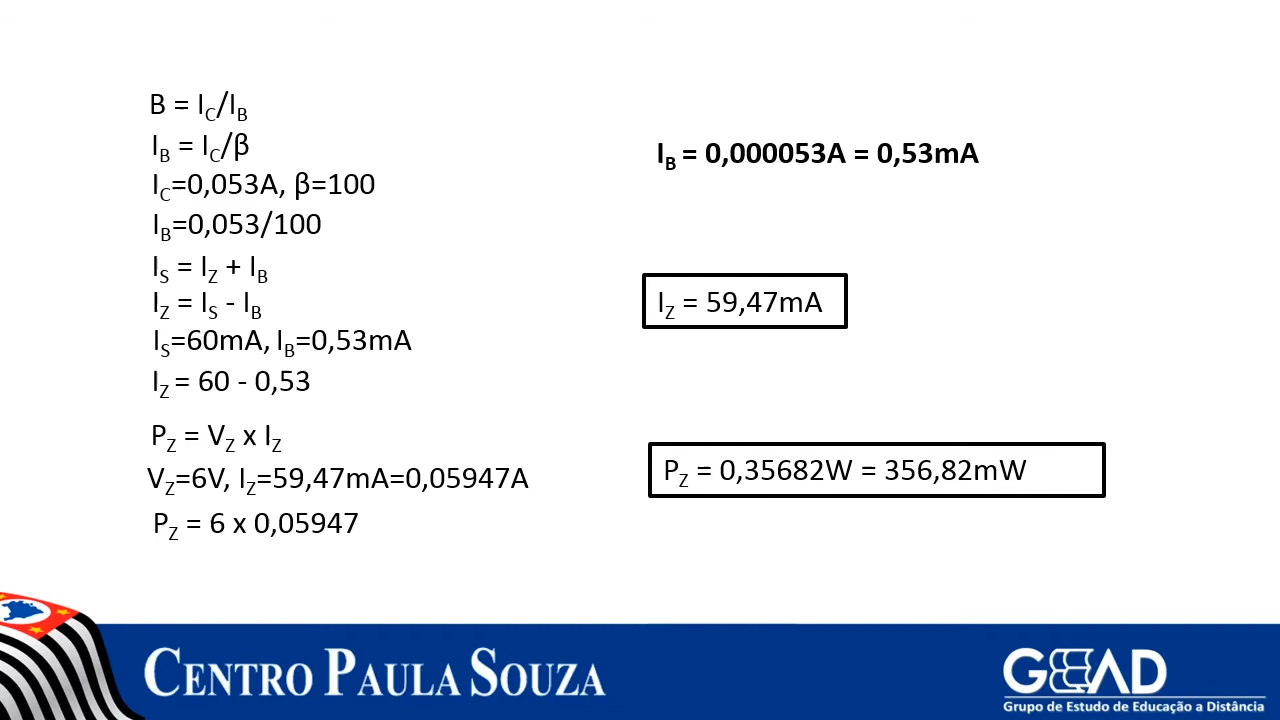 B = IC/IB
IB = IC/β
IB = 0,000053A = 0,53mA
IC=0,053A, β=100
IB=0,053/100
IS = IZ + IB
IZ = IS - IB
IZ = 59,47mA
IS=60mA, IB=0,53mA
IZ = 60 - 0,53
PZ = VZ x IZ
VZ=6V, IZ=59,47mA=0,05947A
PZ = 0,35682W = 356,82mW
PZ = 6 x 0,05947
CENTRO PAULA SOUZA
GEEAD
Grupo de Estudo de Educação a Distância